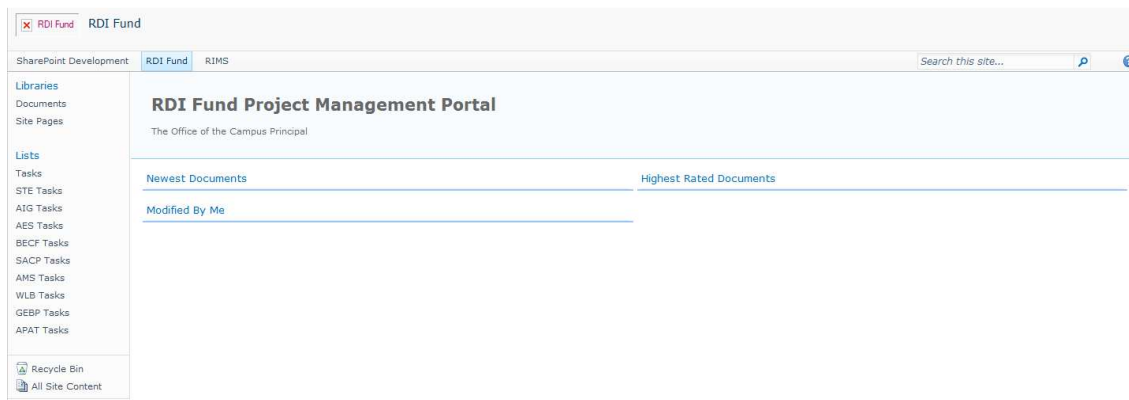 RDI Fund RDI Fund
SharePoint Development RDI Fund RIMS Search this site...
Libraries
Documents
Site Pages
Lists
Tasks
STE Tasks
AIG Tasks
AES Tasks
BECF Tasks
SACP Tasks
AMS Tasks
WLB Tasks
GEBP Tasks
APAT Tasks
Recycle Bin
All Site Content
RDI Fund Project Management Portal
The Office of the Campus Principal
Newest Documents
Modified By Me
Highest Rated Documents